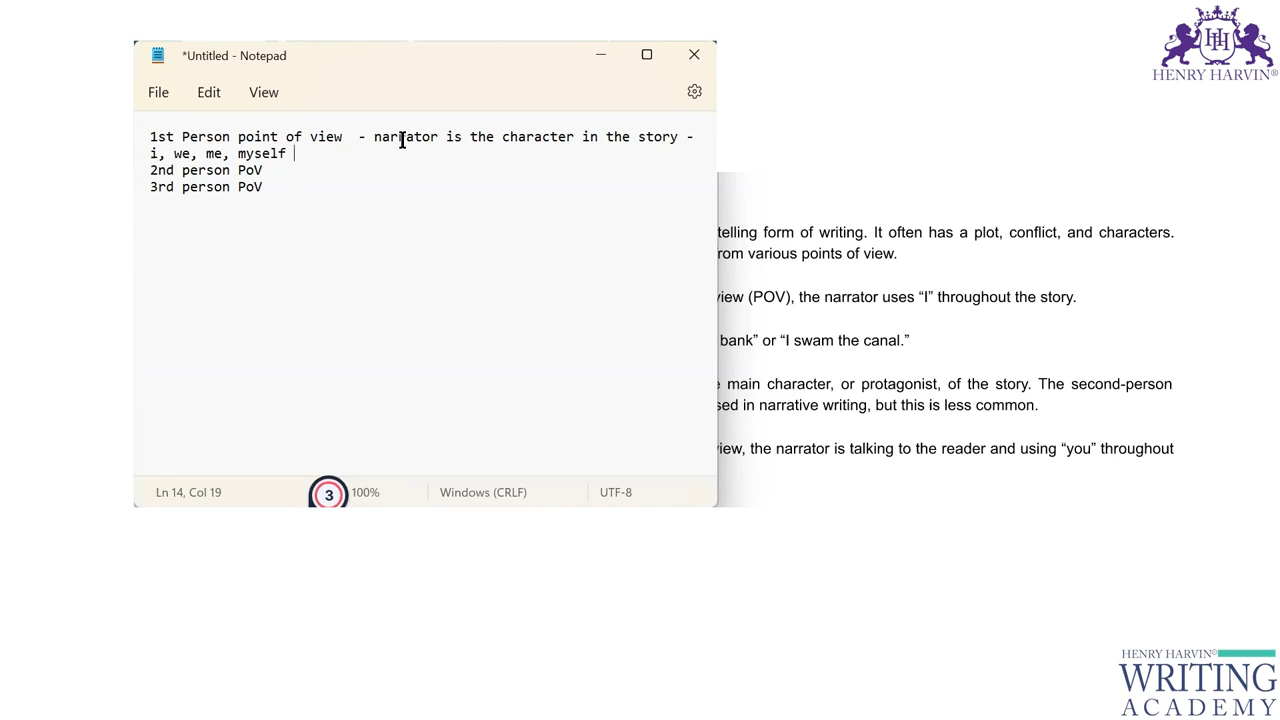 HENRY HARVIN®
*Untitled - Notepad
File Edit View
1st Person point of view  - narrator is the character in the story -
i, we, me, myself
2nd person PoV
3rd person PoV
telling form of writing. It often has a plot, conflict, and characters.
rom various points of view.
view (POV), the narrator uses “I” throughout the story.
bank” or “I swam the canal.”
main character, or protagonist, of the story. The second-person
sed in narrative writing, but this is less common.
view, the narrator is talking to the reader and using “you” throughout
Ln 14, Col 19
3
100%
Windows (CRLF)
UTF-8
HENRY HARVIN®
WRITING
ACADEMY